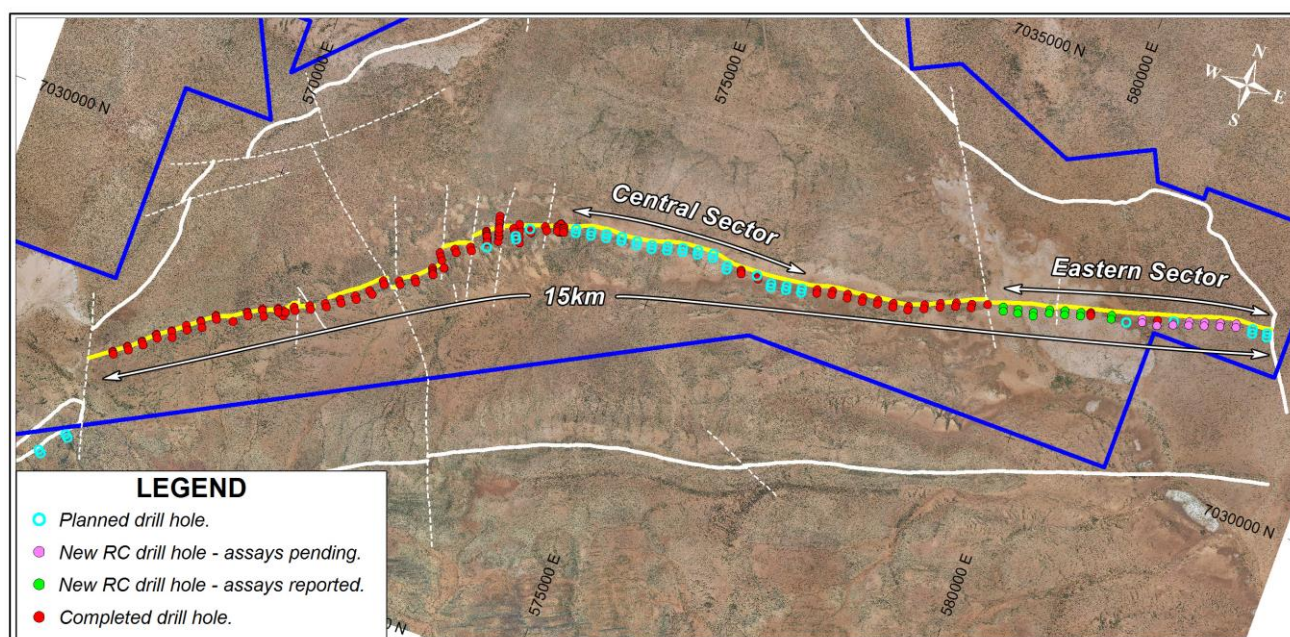 7030000 N
570000 E
575000 E
7035000 N
580000 E
N
W
E
S
Central Sector
Eastern Sector
15km
LEGEND
Planned drill hole.
New RC drill hole - assays pending.
New RC drill hole - assays reported.
Completed drill hole.
575000 E
580000 E
7030000 N